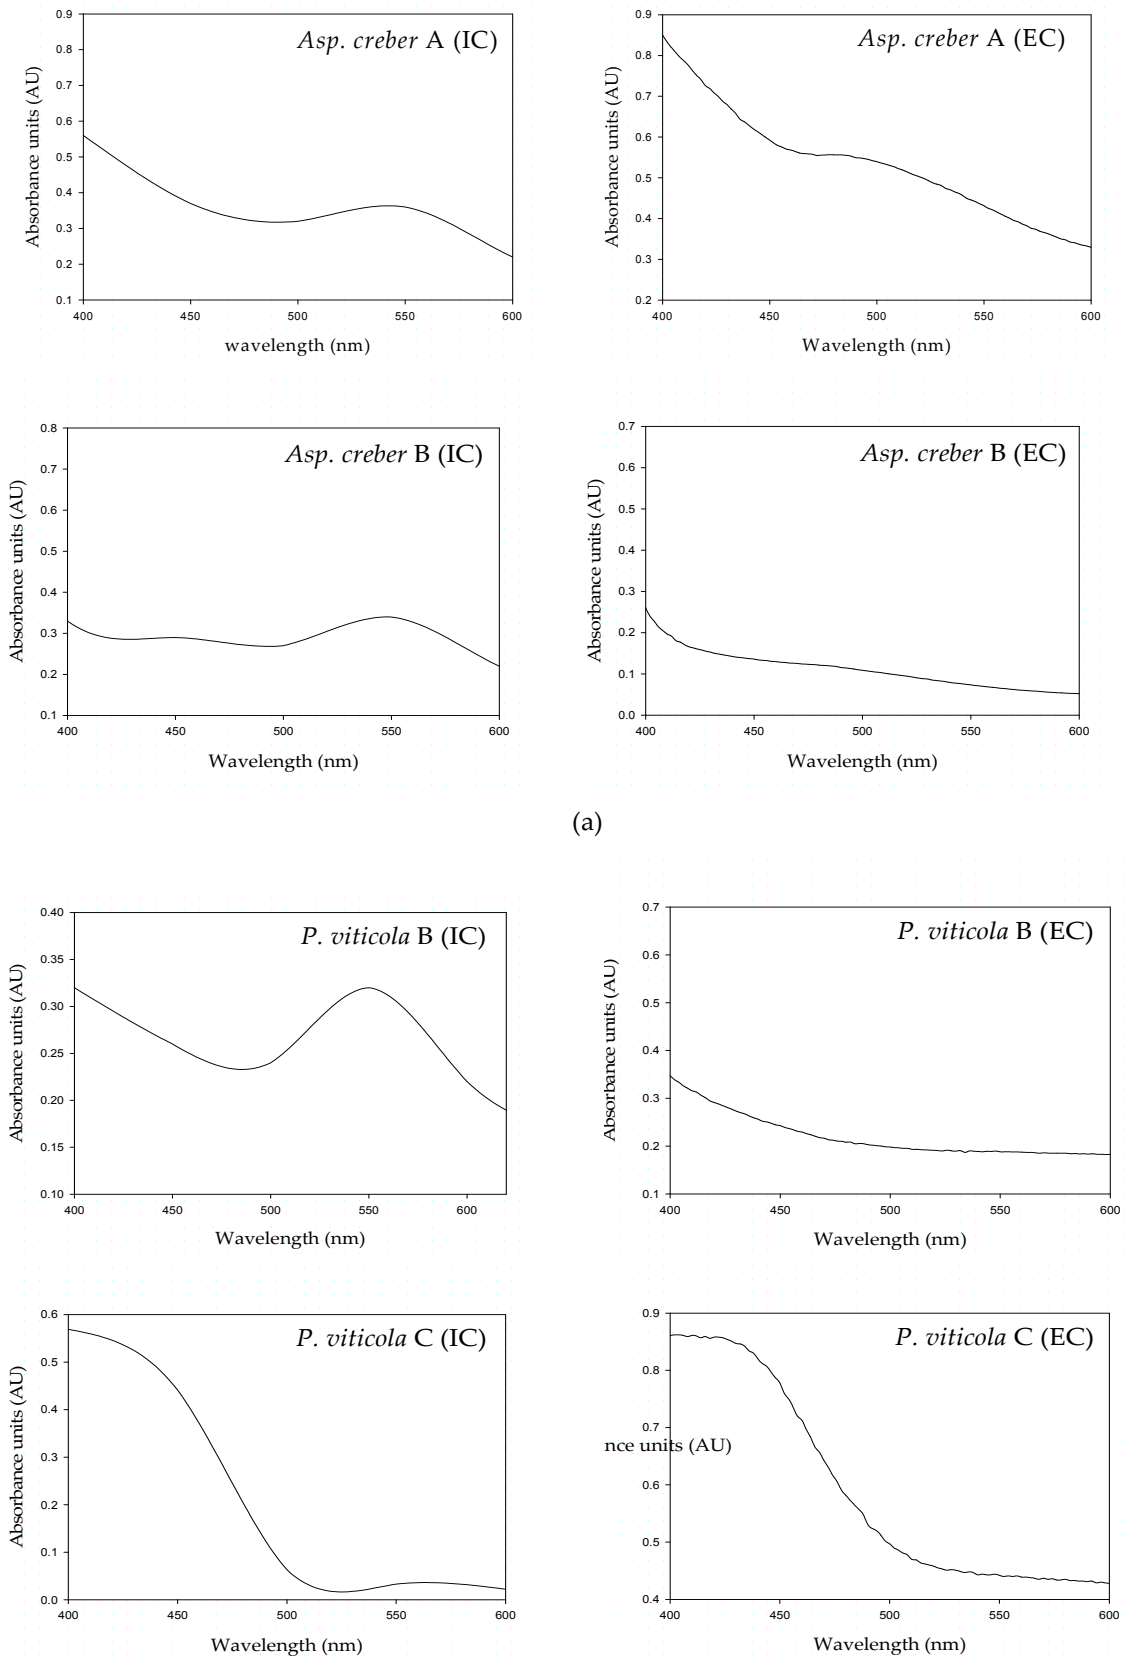 Asp. creber A (IC)
Absorbance units (AU)
0.9
0.8
0.7
0.6
0.5
0.4
0.3
0.2
0.1
400 450 500 550 600
wavelength (nm)
Asp. creber A (EC)
Absorbance units (AU)
0.9
0.8
0.7
0.6
0.5
0.4
0.3
0.2
400 450 500 550 600
Wavelength (nm)
Asp. creber B (IC)
Absorbance units (AU)
0.8
0.7
0.6
0.5
0.4
0.3
0.2
0.1
400 450 500 550 600
Wavelength (nm)
Asp. creber B (EC)
Absorbance units (AU)
0.7
0.6
0.5
0.4
0.3
0.2
0.1
0.0
400 450 500 550 600
Wavelength (nm)
(a)
P. viticola B (IC)
Absorbance units (AU)
0.40
0.35
0.30
0.25
0.20
0.15
0.10
400 450 500 550 600
Wavelength (nm)
P. viticola B (EC)
Absorbance units (AU)
0.7
0.6
0.5
0.4
0.3
0.2
0.1
400 450 500 550 600
Wavelength (nm)
P. viticola C (IC)
Absorbance units (AU)
0.6
0.5
0.4
0.3
0.2
0.1
0.0
400 450 500 550 600
Wavelength (nm)
P. viticola C (EC)
nce units (AU)
0.9
0.8
0.7
0.6
0.5
0.4
400 450 500 550 600
Wavelength (nm)